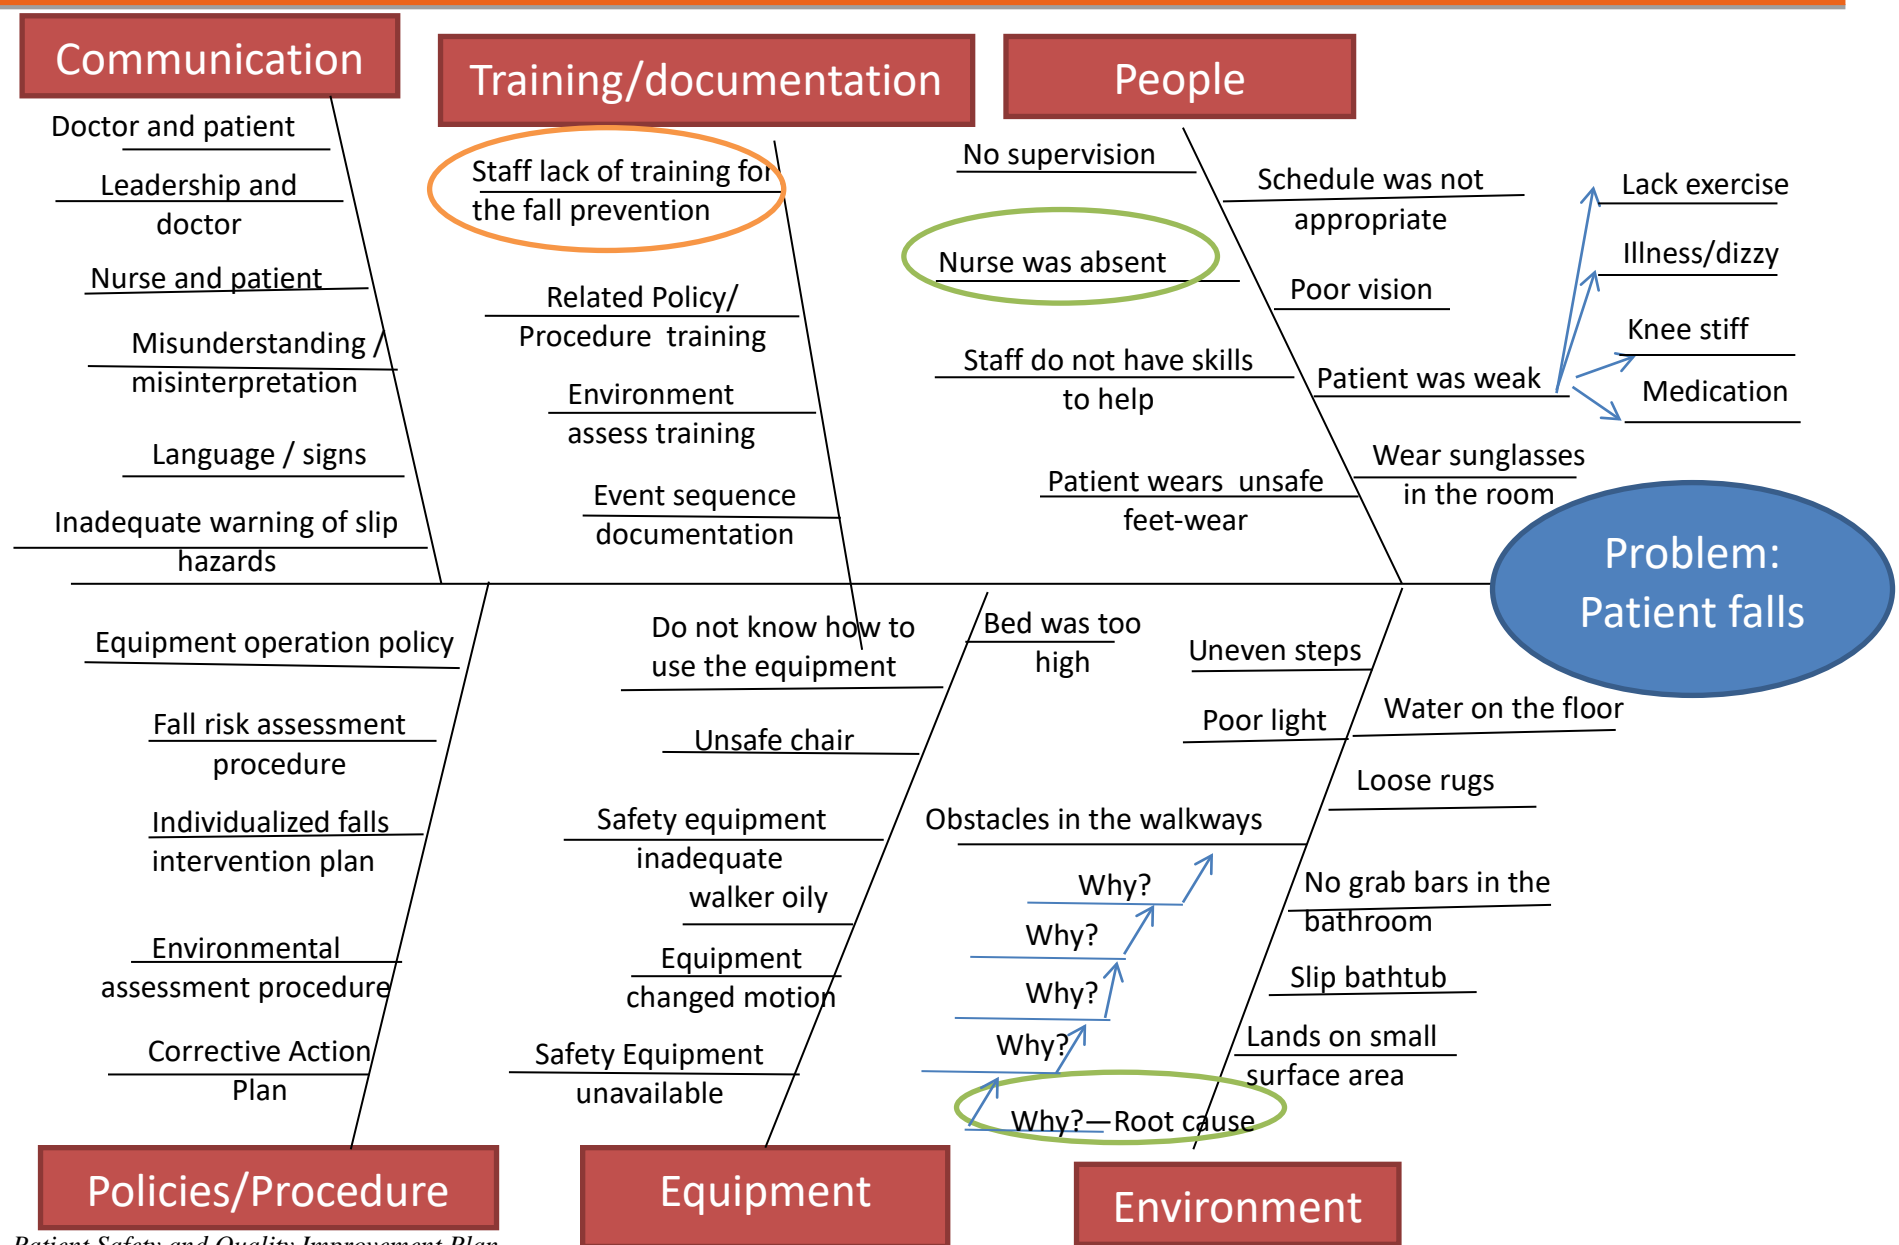 Communication
Training/documentation
People
Doctor and patient
Leadership and
doctor
Nurse and patient
Misunderstanding /
misinterpretation
Language / signs
Inadequate warning of slip
hazards
Staff lack of training for
the fall prevention
Related Policy/
Procedure training
Environment
assess training
Event sequence
documentation
No supervision
Nurse was absent
Staff do not have skills
to help
Patient wears unsafe
feet-wear
Schedule was not
appropriate
Poor vision
Patient was weak
Wear sunglasses
in the room
Lack exercise
Illness/dizzy
Knee stiff
Medication
Problem:
Patient falls
Equipment operation policy
Fall risk assessment
procedure
Individualized falls
intervention plan
Environmental
assessment procedure
Corrective Action
Plan
Do not know how to
use the equipment
Unsafe chair
Safety equipment
inadequate
walker oily
Equipment
changed motion
Safety Equipment
unavailable
Bed was too
high
Uneven steps
Poor light
Obstacles in the walkways
Why?
Why?
Why?
Why?
Why?—Root cause
Water on the floor
Loose rugs
No grab bars in the
bathroom
Slip bathtub
Lands on small
surface area
Policies/Procedure
Equipment
Environment
Patient Safety and Quality Improvement Plan